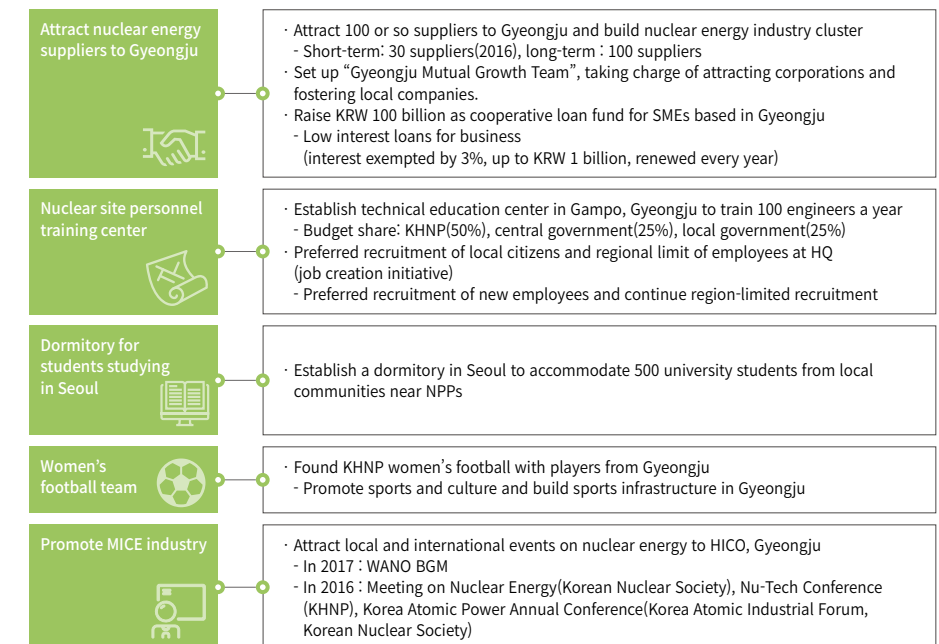 Attract nuclear energy
suppliers to Gyeongju
· Attract 100 or so suppliers to Gyeongju and build nuclear energy industry cluster
- Short-term: 30 suppliers(2016), long-term : 100 suppliers
· Set up “Gyeongju Mutual Growth Team”, taking charge of attracting corporations and
fostering local companies.
· Raise KRW 100 billion as cooperative loan fund for SMEs based in Gyeongju
- Low interest loans for business
(interest exempted by 3%, up to KRW 1 billion, renewed every year)
Nuclear site personnel
training center
· Establish technical education center in Gampo, Gyeongju to train 100 engineers a year
- Budget share: KHNP(50%), central government(25%), local government(25%)
· Preferred recruitment of local citizens and regional limit of employees at HQ
(job creation initiative)
- Preferred recruitment of new employees and continue region-limited recruitment
Dormitory for
students studying
in Seoul
· Establish a dormitory in Seoul to accommodate 500 university students from local
communities near NPPs
Women’s
football team
· Found KHNP women’s football with players from Gyeongju
- Promote sports and culture and build sports infrastructure in Gyeongju
Promote MICE industry
· Attract local and international events on nuclear energy to HICO, Gyeongju
- In 2017 : WANO BGM
- In 2016 : Meeting on Nuclear Energy(Korean Nuclear Society), Nu-Tech Conference
(KHNP), Korea Atomic Power Annual Conference(Korea Atomic Industrial Forum,
Korean Nuclear Society)